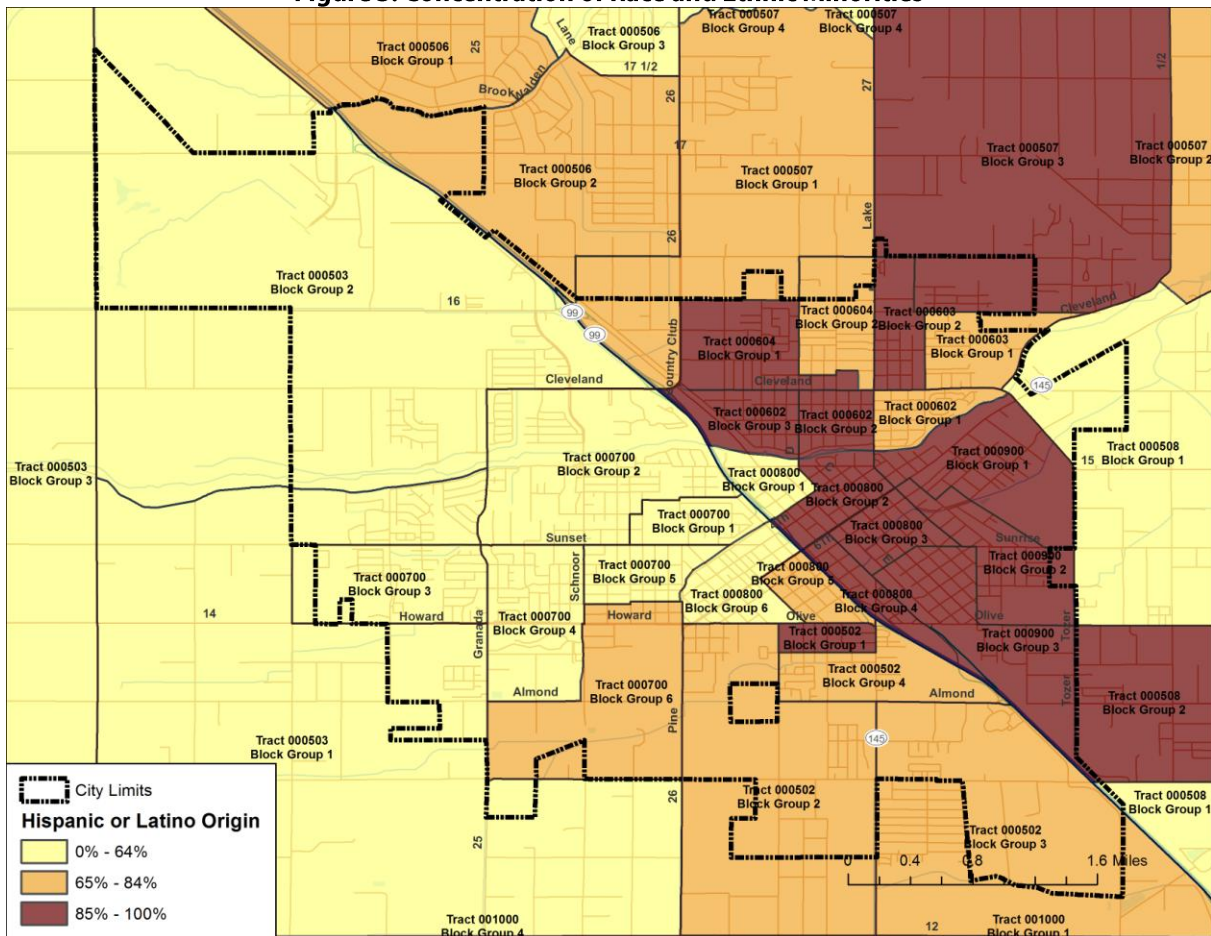 Figure 3: Concentration of Race and Ethnic Minorities
Tract 000506
Block Group 1
25
Lane
Tract 000506
Block Group 3
17 1/2
Tract 000507
Block Group 4
Tract 000507
Block Group 4
27
1/2
Brook
Walden
26
17
Tract 000506
Block Group 2
Tract 000507
Block Group 1
Tract 000507
Block Group 3
Tract 000507
Block Group 2
Lake
26
Tract 000503
Block Group 2
16
99
99
Country Club
Tract 000604
Block Group 2
Tract 000603
Block Group 2
Cleveland
Tract 000604
Block Group 1
Tract 000603
Block Group 1
Cleveland
Cleveland
145
Tract 000602
Block Group 3
Tract 000602
Block Group 2
Tract 000602
Block Group 1
Tract 000503
Block Group 3
Tract 000700
Block Group 2
D
C
Tract 000900
Block Group 1
15
Tract 000508
Block Group 1
Tract 000800
Block Group 1
Tract 000800
Block Group 2
Tract 000700
Block Group 1
4th
6th
Tract 000800
Block Group 3
Sunset
Sunrise
Tract 000900
Block Group 2
Tract 000700
Block Group 3
Schnoor
Tract 000700
Block Group 5
Tract 000800
Block Group 5
Tract 000800
Block Group 6
Tract 000800
Block Group 4
14
Howard
Granada
Tract 000700
Block Group 4
Howard
Olive
Olive
Tozer
Tract 000502
Block Group 1
Tract 000900
Block Group 3
Tract 000502
Block Group 4
Almond
Tract 000700
Block Group 6
Almond
Tozer
Tract 000508
Block Group 2
Pine
145
Tract 000503
Block Group 1
26
Tract 000502
Block Group 2
Tract 000508
Block Group 1
25
Tract 000502
Block Group 3
0 0.4 0.8 1.6 Miles
Tract 001000
Block Group 4
12
Tract 001000
Block Group 1
City Limits
Hispanic or Latino Origin
0% - 64%
65% - 84%
85% - 100%